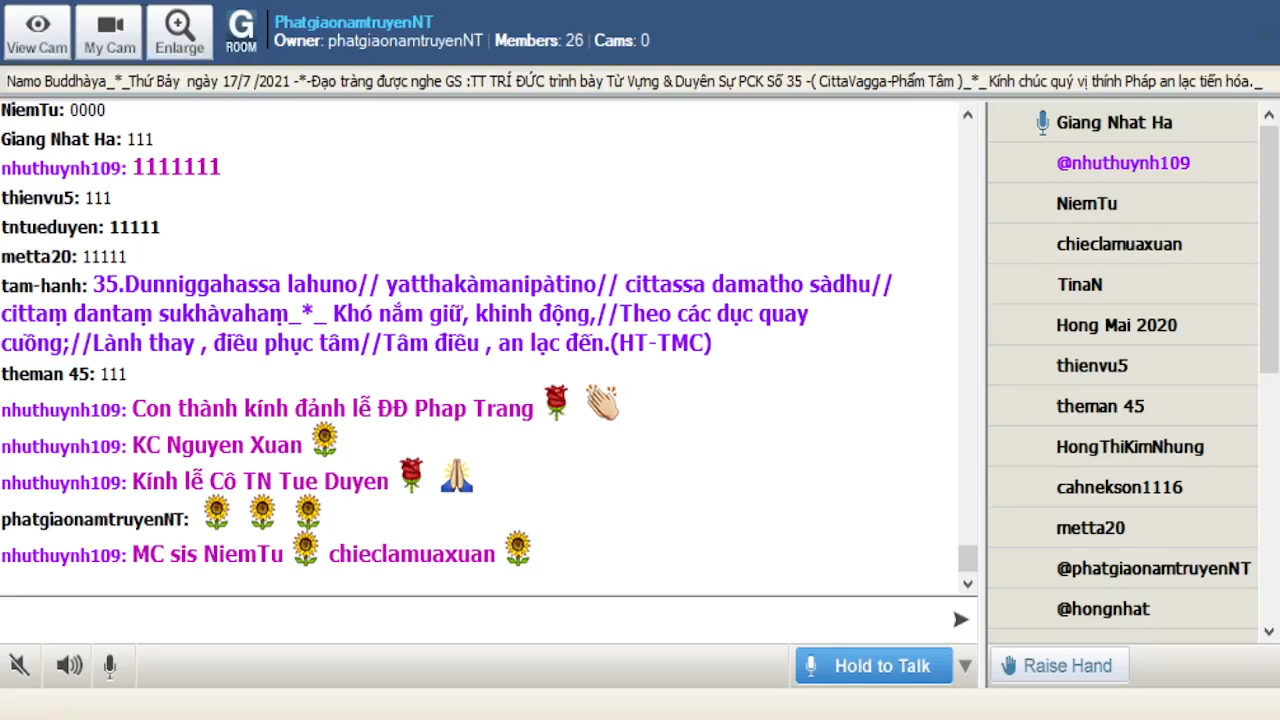 View Cam
My Cam
Enlarge
G
ROOM
PhatgiaonamtruyenNT
Owner: phatgiaonamtruyenNT | Members: 26 | Cams: 0
Namo Buddhàya_*_Thứ Bảy ngày 17/7 /2021 -*-Đạo tràng được nghe GS :TT TRÍ ĐỨC trình bày Từ Vựng & Duyên Sự PCK Số 35 -( CittaVagga-Phẩm Tâm )_*_ Kính chúc quý vị thính Pháp an lạc tiến hóa._
NiemTu: 0000
Giang Nhat Ha: 111
nhuthuynh109: 1111111
thienvu5: 111
tntueduyen: 11111
metta20: 11111
tam-hanh: 35.Dunniggahassa lahuno// yatthakàmanipàtino// cittassa damatho sàdhu//
cittaṃ dantaṃ sukhàvahaṃ_*_ Khó nắm giữ, khinh động,//Theo các dục quay
cuồng;//Lành thay , điều phục tâm//Tâm điều , an lạc đến.(HT-TMC)
theman 45: 111
nhuthuynh109: Con thành kính đảnh lễ ĐĐ Phap Trang
nhuthuynh109: KC Nguyen Xuan
nhuthuynh109: Kính lễ Cô TN Tue Duyen
phatgiaonamtruyenNT:
nhuthuynh109: MC sis NiemTu chieclamuaxuan
Hold to Talk
Giang Nhat Ha
@nhuthuynh109
NiemTu
chieclamuaxuan
TinaN
Hong Mai 2020
thienvu5
theman 45
HongThiKimNhung
cahnekson1116
metta20
@phatgiaonamtruyenNT
@hongnhat
Raise Hand